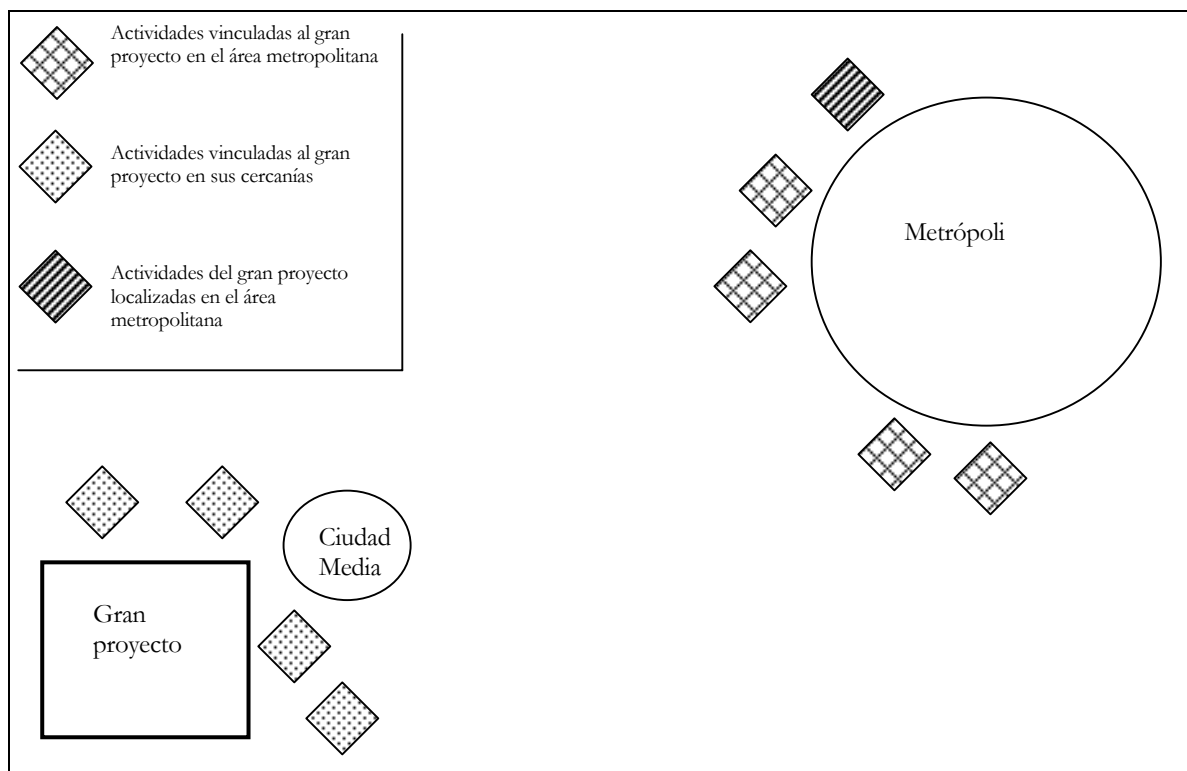 Actividades vinculadas al gran
proyecto en el área metropolitana
Actividades vinculadas al gran
proyecto en sus cercanías
Actividades del gran proyecto
localizadas en el área
metropolitana
Metrópoli
Ciudad
Media
Gran
proyecto